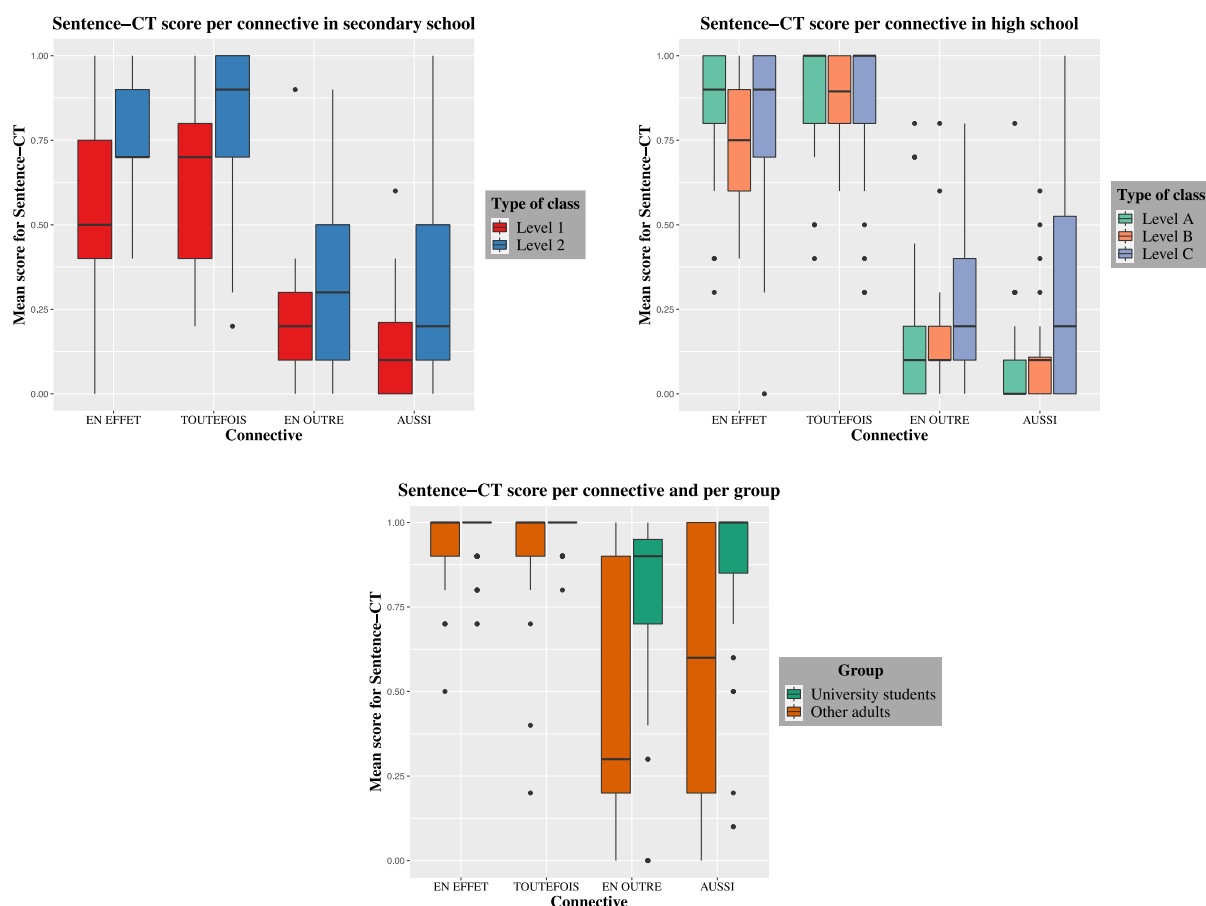 Sentence−CT score per connective in secondary school
Mean score for Sentence−CT
1.00
0.75
0.50
0.25
0.00
EN EFFET TOUTEFOIS EN OUTRE AUSSI
Connective
Type of class
Level 1
Level 2
Sentence−CT score per connective in high school
Mean score for Sentence−CT
1.00
0.75
0.50
0.25
0.00
EN EFFET TOUTEFOIS EN OUTRE AUSSI
Connective
Type of class
Level A
Level B
Level C
Sentence−CT score per connective and per group
Mean score for Sentence−CT
1.00
0.75
0.50
0.25
0.00
EN EFFET TOUTEFOIS EN OUTRE AUSSI
Connective
Group
University students
Other adults